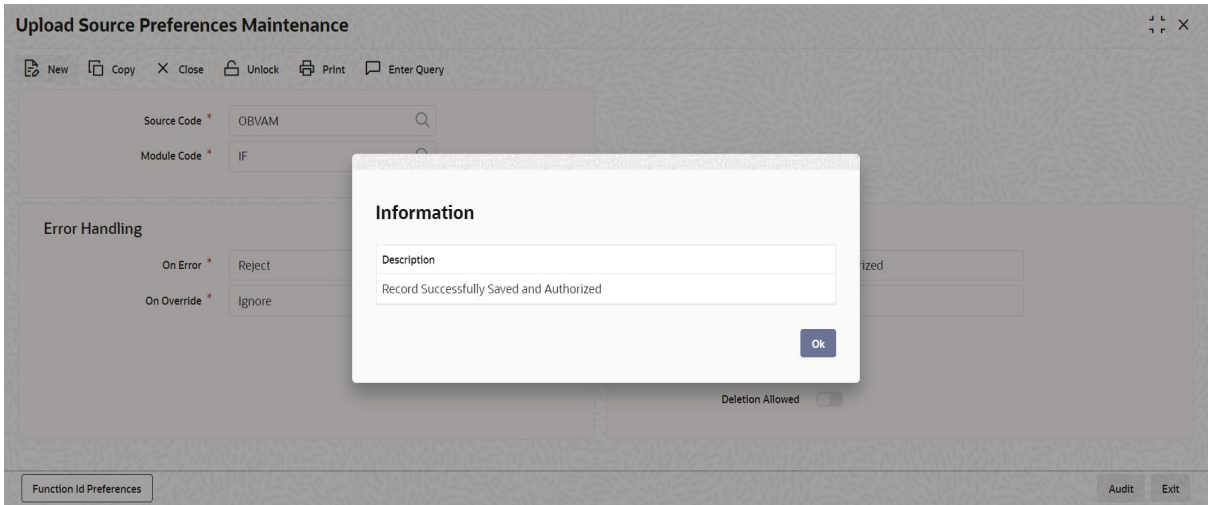 Upload Source Preferences Maintenance
New Copy Close Unlock Print Enter Query
Source Code * OBVAM
Module Code * IF
Information
Error Handling
Description
On Error * Reject
Record Successfully Saved and Authorized
On Override * Ignore
Ok
Deletion Allowed
Function Id Preferences Audit Exit